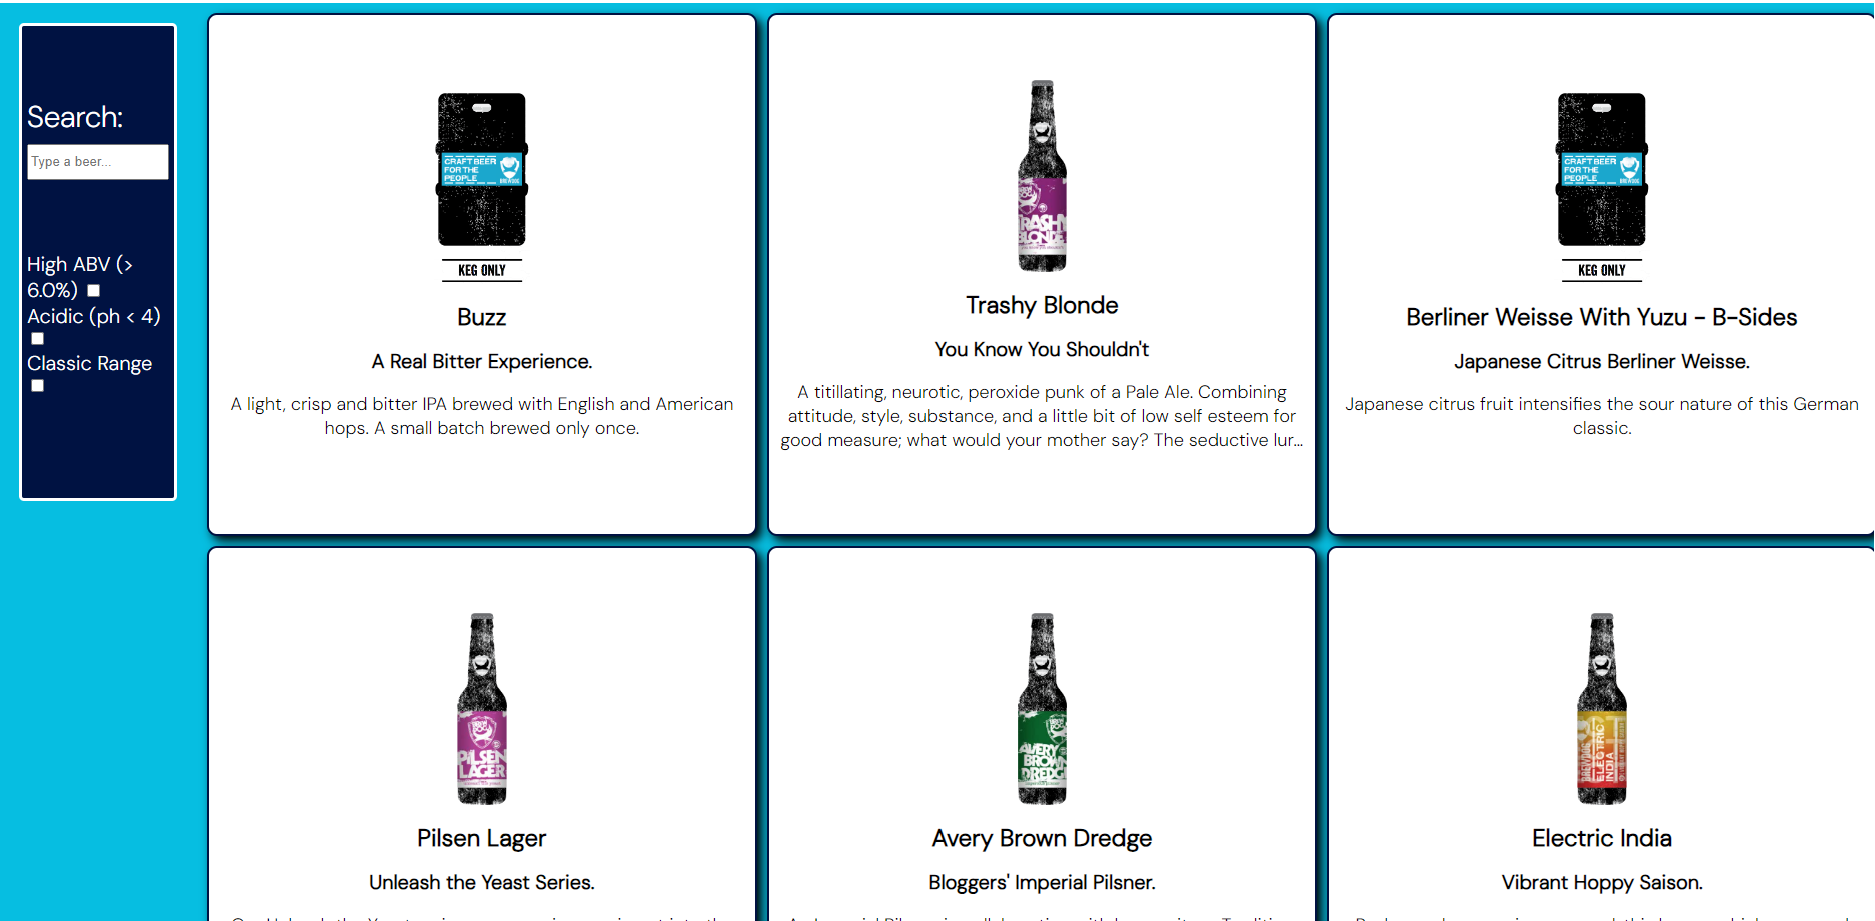 Search:
Type a beer...
High ABV (>
6.0%)
Acidic (ph < 4)
Classic Range
CRAFT BEER
FOR THE
PEOPLE
BREWDOG
KEG ONLY
Buzz
A Real Bitter Experience.
A light, crisp and bitter IPA brewed with English and American
hops. A small batch brewed only once.
TRASHY
BLONDE
Trashy Blonde
You Know You Shouldn't
A titillating, neurotic, peroxide punk of a Pale Ale. Combining
attitude, style, substance, and a little bit of low self esteem for
good measure; what would your mother say? The seductive lur...
CRAFT BEER
FOR THE
PEOPLE
BREWDOG
KEG ONLY
Berliner Weisse With Yuzu - B-Sides
Japanese Citrus Berliner Weisse.
Japanese citrus fruit intensifies the sour nature of this German
classic.
PILSEN
LAGER
Pilsen Lager
Unleash the Yeast Series.
AVERY
BROWN
DREDGE
Avery Brown Dredge
Bloggers' Imperial Pilsner.
BREWDOG
ELECTRIC
INDIA
Electric India
Vibrant Hoppy Saison.